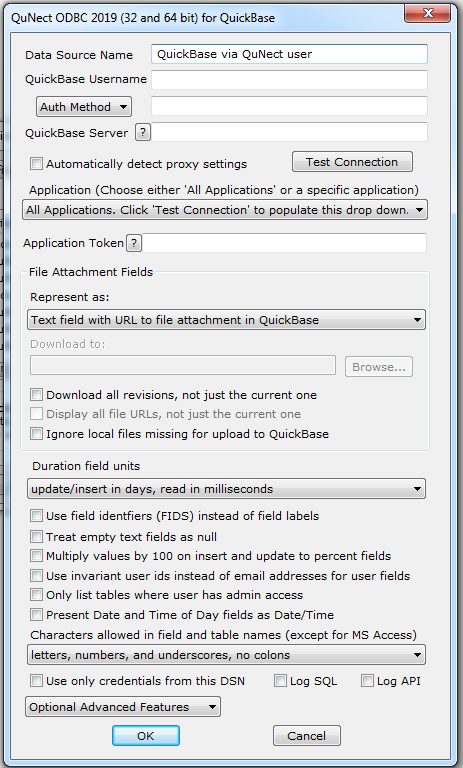 QuNect ODBC 2019 (32 and 64 bit) for QuickBase
Data Source Name QuickBase via QuNect user
QuickBase Username
Auth Method
QuickBase Server ?
Automatically detect proxy settings Test Connection
Application (Choose either 'All Applications' or a specific application)
All Applications. Click 'Test Connection' to populate this drop down.
Application Token ?
File Attachment Fields
Represent as:
Text field with URL to file attachment in QuickBase
Download to:
Browse...
Download all revisions, not just the current one
Display all file URLs, not just the current one
Ignore local files missing for upload to QuickBase
Duration field units
update/insert in days, read in milliseconds
Use field identfiers (FIDS) instead of field labels
Treat empty text fields as null
Multiply values by 100 on insert and update to percent fields
Use invariant user ids instead of email addresses for user fields
Only list tables where user has admin access
Present Date and Time of Day fields as Date/Time
Characters allowed in field and table names (except for MS Access)
letters, numbers, and underscores, no colons
Use only credentials from this DSN Log SQL Log API
Optional Advanced Features
OK Cancel